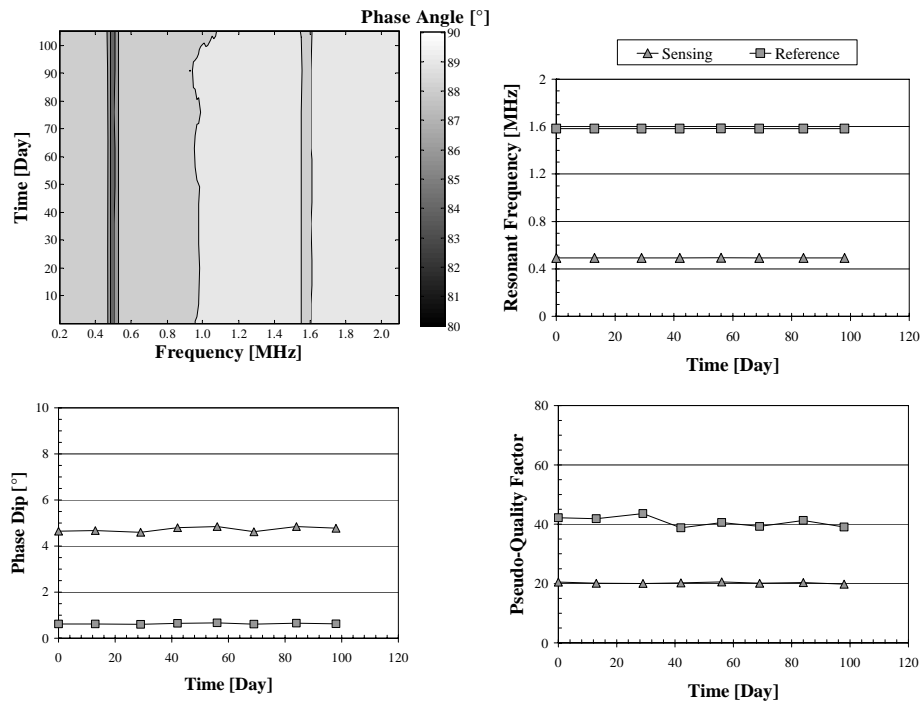 Phase Angle [°]
100
90
80
70
60
50
40
30
20
10
Time [Day]
0.2 0.4 0.6 0.8 1.0 1.2 1.4 1.6 1.8 2.0
Frequency [MHz]
90
89
88
87
86
85
84
83
82
81
80
Sensing Reference
2
1.6
1.2
0.8
0.4
0
Resonant Frequency [MHz]
0 20 40 60 80 100 120
Time [Day]
10
8
6
4
2
0
Phase Dip [°]
0 20 40 60 80 100 120
Time [Day]
80
60
40
20
0
Pseudo-Quality Factor
0 20 40 60 80 100 120
Time [Day]